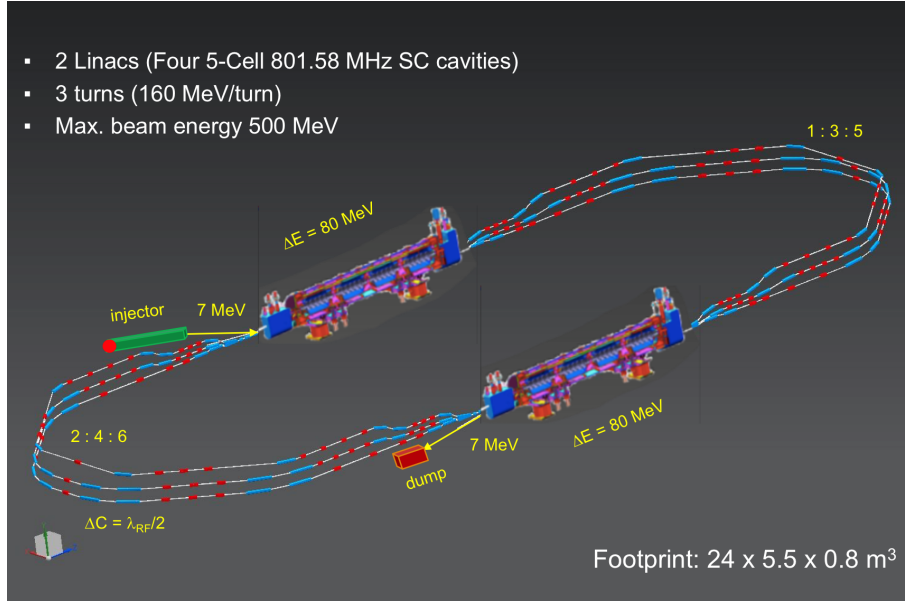 ▪ 2 Linacs (Four 5-Cell 801.58 MHz SC cavities)
▪ 3 turns (160 MeV/turn)
▪ Max. beam energy 500 MeV
1 : 3 : 5
ΔE = 80 MeV
injector
7 MeV
2 : 4 : 6
7 MeV
ΔE = 80 MeV
dump
ΔC = λRF/2
Footprint: 24 x 5.5 x 0.8 m³